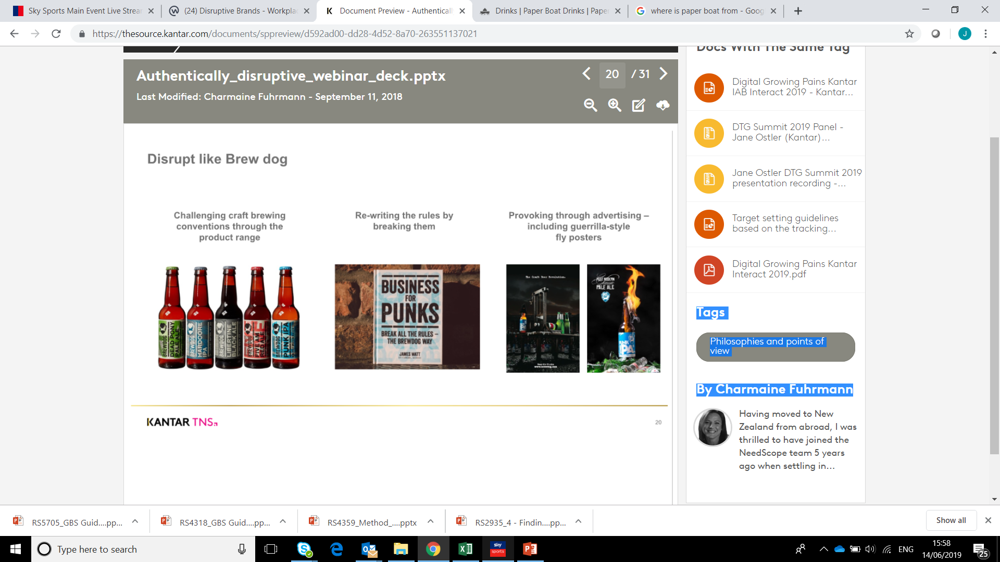 Sky Sports Main Event Live Strear
(24) Disruptive Brands - Workpla
Document Preview - Authenticall
Drinks | Paper Boat Drinks | Pape
where is paper boat from - Goog
https://thesource.kantar.com/documents/sppreview/d592ad00-dd28-4d52-8a70-263551137021
J
Authentically_disruptive_webinar_deck.pptx
Last Modified: Charmaine Fuhrmann - September 11, 2018
20 / 31
Disrupt like Brew dog
Challenging craft brewing
conventions through the
product range
Re-writing the rules by
breaking them
Provoking through advertising –
including guerrilla-style
fly posters
BREWDOG
DEAD PONY
PALE ALE
BREWDOG
HARDCORE
IPA
BREWDOG
LIBERTINE
BLACK ALE
BREWDOG
FIVE AM
RED ALE
BREWDOG
PUNK IPA
BUSINESS
FOR
PUNKS
BREAK ALL THE RULES –
THE BREWDOG WAY
JAMES WATT
The Craft Beer Revolution.
Beer for Punks
www.brewdog.com
POST MODERN
Classic
PALE ALE
PUNK
IPA
KANTAR TNS
20
Docs With The Same Tag
Digital Growing Pains Kantar
IAB Interact 2019 - Kantar...
DTG Summit 2019 Panel -
Jane Ostler (Kantar)...
Jane Ostler DTG Summit 2019
presentation recording -...
Target setting guidelines
based on the tracking...
Digital Growing Pains Kantar
Interact 2019.pdf
Tags
Philosophies and points of
view
By Charmaine Fuhrmann
Having moved to New
Zealand from abroad, I was
thrilled to have joined the
NeedScope team 5 years
ago when settling in...
RS5705_GBS Guid....pp...
RS4318_GBS Guid....pp...
RS4359_Method_....pptx
RS2935_4 - Findin....pp...
Show all
Type here to search
sky
sports
ENG
15:58
14/06/2019
25